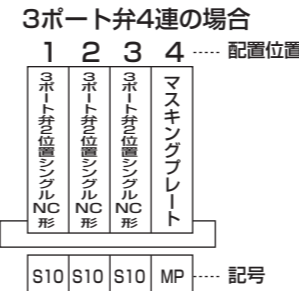 3ポート弁4連の場合
1 2 3 4 ····· 配置位置
3ポート弁2位置シングルNC形
3ポート弁2位置シングルNC形
3ポート弁2位置シングルNC形
マスキングプレート
S10 S10 S10 MP ····· 記号